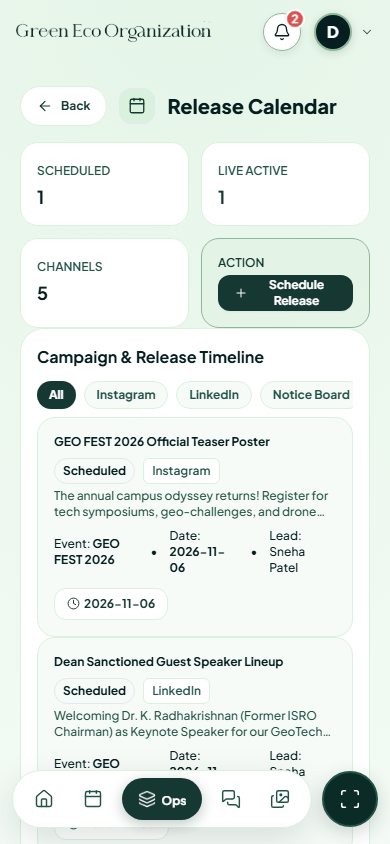 Green Eco Organization
2
D
Back
Release Calendar
SCHEDULED
1
LIVE ACTIVE
1
CHANNELS
5
ACTION
Schedule
Release
Campaign & Release Timeline
All
Instagram
LinkedIn
Notice Board
GEO FEST 2026 Official Teaser Poster
Scheduled
Instagram
The annual campus odyssey returns! Register for
tech symposiums, geo-challenges, and drone…
Event: GEO
FEST 2026
•
Date:
2026-11-
06
•
Lead:
Sneha
Patel
2026-11-06
Dean Sanctioned Guest Speaker Lineup
Scheduled
LinkedIn
Welcoming Dr. K. Radhakrishnan (Former ISRO
Chairman) as Keynote Speaker for our GeoTech…
Event: GEO
Date:
Lead:
Ops